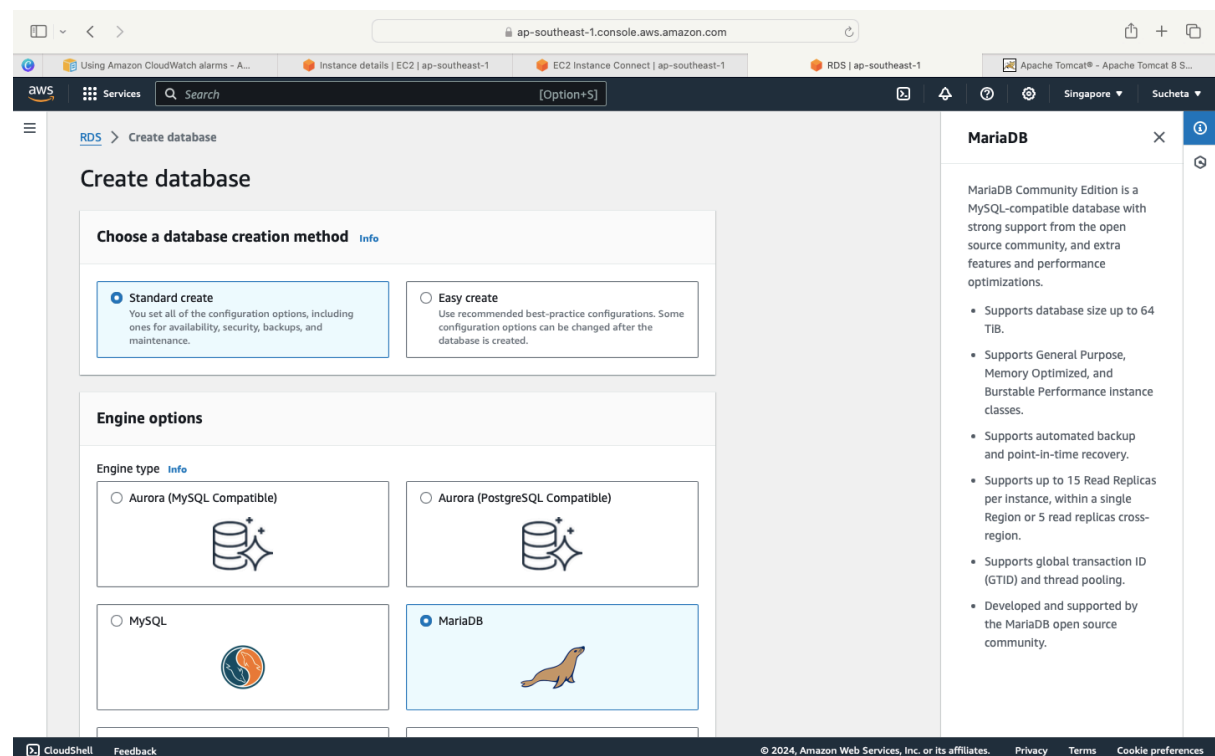 ap-southeast-1.console.aws.amazon.com
Using Amazon CloudWatch alarms - A...
Instance details | EC2 | ap-southeast-1
EC2 Instance Connect | ap-southeast-1
RDS | ap-southeast-1
Apache Tomcat® - Apache Tomcat 8 S...
aws
Services
Search
[Option+S]
Singapore ▼
Sucheta ▼
RDS > Create database
Create database
Choose a database creation method Info
Standard create
You set all of the configuration options, including
ones for availability, security, backups, and
maintenance.
Easy create
Use recommended best-practice configurations. Some
configuration options can be changed after the
database is created.
Engine options
Engine type Info
Aurora (MySQL Compatible)
Aurora (PostgreSQL Compatible)
MySQL
MariaDB
MariaDB
MariaDB Community Edition is a
MySQL-compatible database with
strong support from the open
source community, and extra
features and performance
optimizations.
• Supports database size up to 64
TiB.
• Supports General Purpose,
Memory Optimized, and
Burstable Performance instance
classes.
• Supports automated backup
and point-in-time recovery.
• Supports up to 15 Read Replicas
per instance, within a single
Region or 5 read replicas cross-
region.
• Supports global transaction ID
(GTID) and thread pooling.
• Developed and supported by
the MariaDB open source
community.
CloudShell
Feedback
© 2024, Amazon Web Services, Inc. or its affiliates.
Privacy
Terms
Cookie preferences